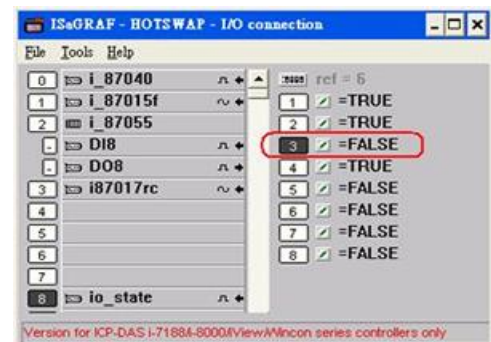 ISaGRAF - HOTSWAP - I/O connection
File Tools Help
0 i_87040
1 i_87015f
2 i_87055
. DI8
. DO8
3 i87017rc
4
5
6
7
8 io_state
ref = 6
1 =TRUE
2 =TRUE
3 =FALSE
4 =TRUE
5 =FALSE
6 =FALSE
7 =FALSE
8 =FALSE
Version for ICP-DAS i-7188/i-8000/iView/Wincon series controllers only